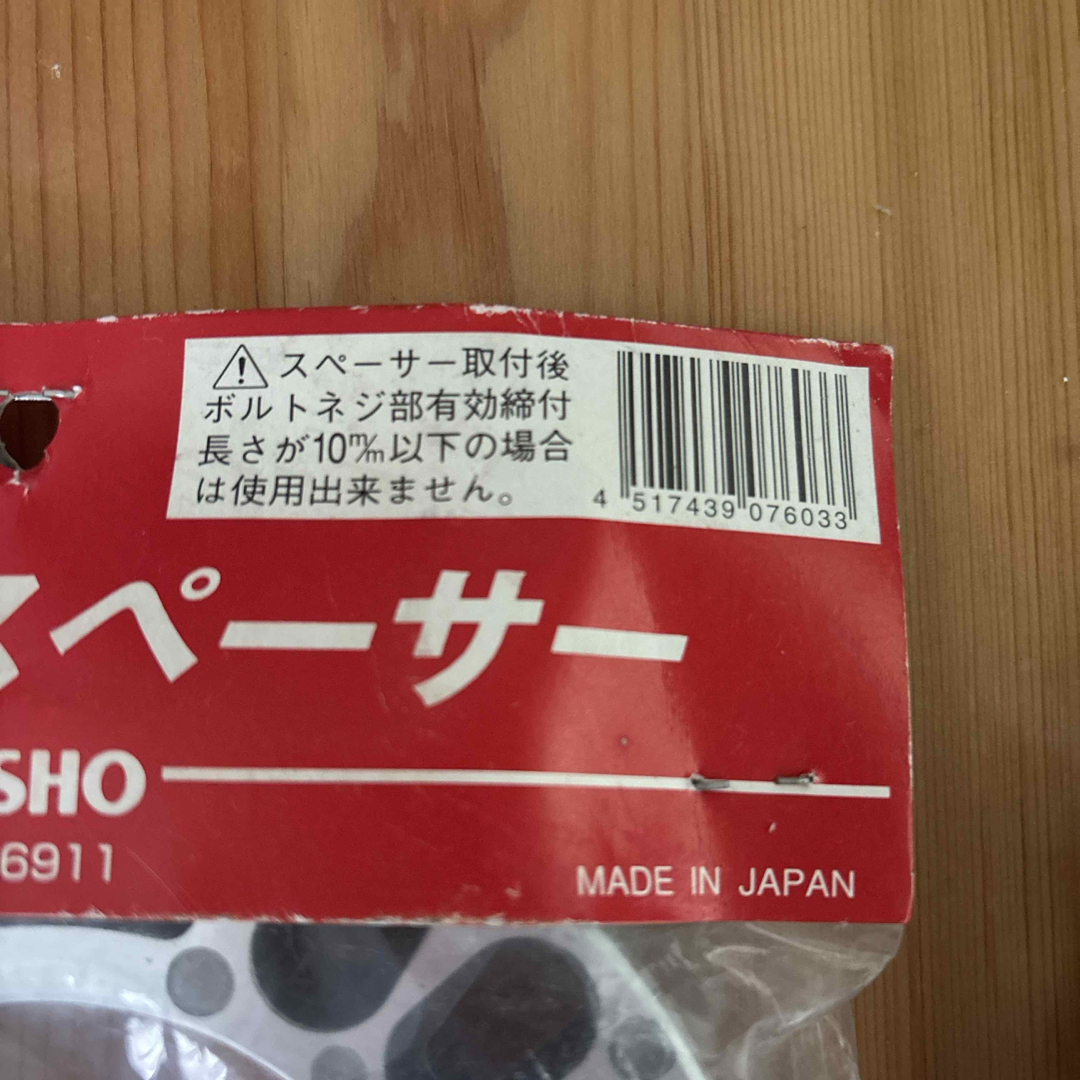 ⚠スペーサー取付後
ボルトネジ部有効締付
長さが10m/m以下の場合
は使用出来ません。
4 517439 076033
スペーサー
SHO
6911
MADE IN JAPAN